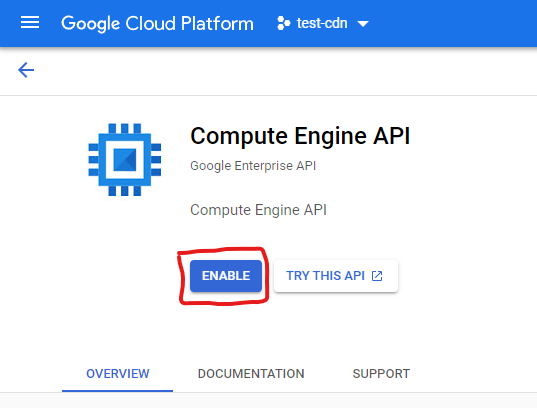 Google Cloud Platform test-cdn
Compute Engine API
Google Enterprise API
Compute Engine API
ENABLE TRY THIS API
OVERVIEW DOCUMENTATION SUPPORT